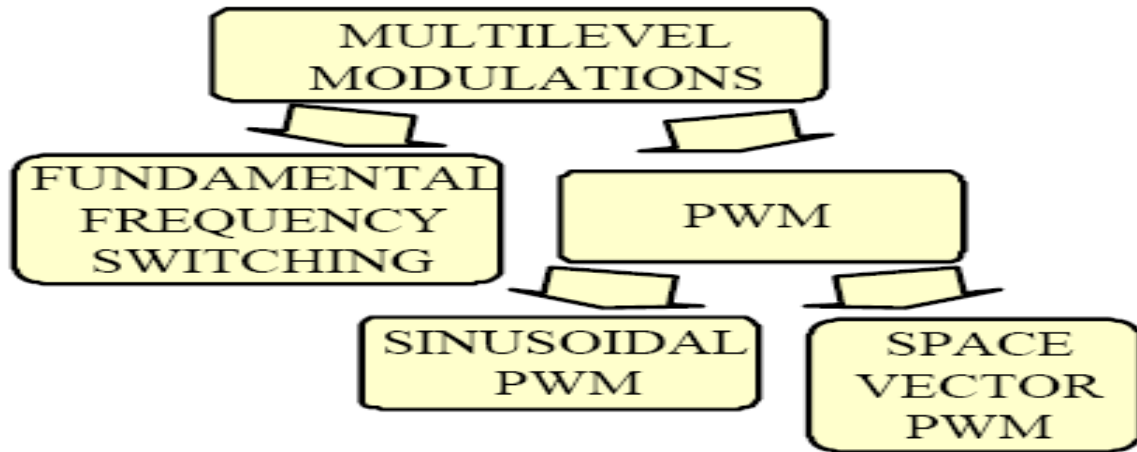 MULTILEVEL
MODULATIONS
FUNDAMENTAL
FREQUENCY
SWITCHING
PWM
SINUSOIDAL
PWM
SPACE
VECTOR
PWM